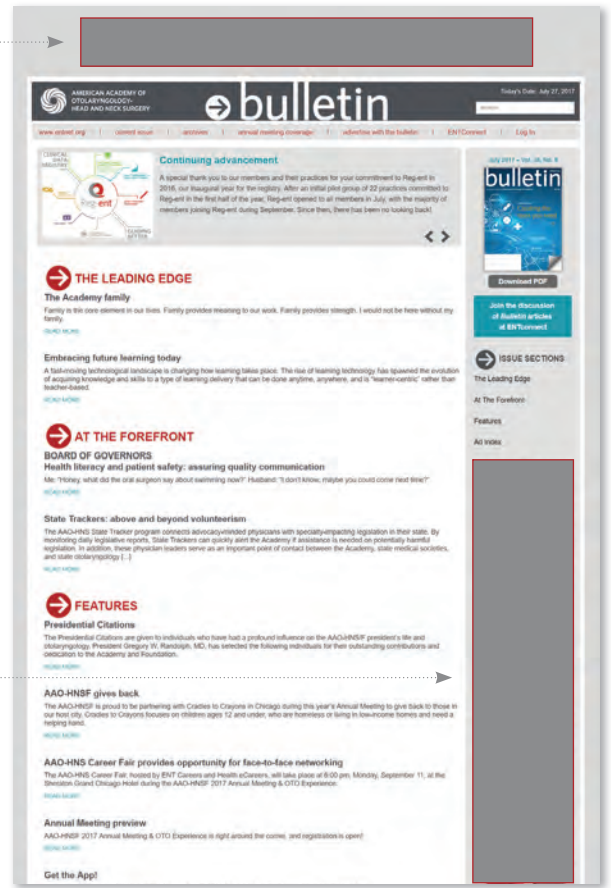 AMERICAN ACADEMY OF
OTOLARYNGOLOGY-
HEAD AND NECK SURGERY
bulletin
Today's Date: July 27, 2017
www.entnet.org | current issue | archives | annual meeting coverage | advertise with the bulletin | ENTConnect | Log In
CLINICAL
DATA
Reg-ent
Continuing advancement
A special thank you to our members and their practices for your commitment to Reg-ent in
2016, our inaugural year for the registry. After an initial pilot group of 22 practices committed to
Reg-ent in the first half of the year, Reg-ent opened to all members in July, with the majority of
members joining Reg-ent during September. Since then, there has been no looking back!
July 2017 • Vol. 36, No. 6
bulletin
Download PDF
Join the discussion
of Bulletin articles
at ENTconnect
ISSUE SECTIONS
The Leading Edge
At The Forefront
Features
Ad Index
THE LEADING EDGE
The Academy family
Family is the core element in our lives. Family provides meaning to our work. Family provides strength. I would not be here without my
family.
READ MORE
Embracing future learning today
A fast-moving technological landscape is changing how learning takes place. The rise of learning technology has spawned the evolution
of acquiring knowledge and skills to a type of learning delivery that can be done anytime, anywhere, and is "learner-centric" rather than
teacher-based.
READ MORE
AT THE FOREFRONT
BOARD OF GOVERNORS
Health literacy and patient safety: assuring quality communication
Me: "Honey, what did the oral surgeon say about swimming now?" Husband: "I don't know, maybe you could come next time?"
READ MORE
State Trackers: above and beyond volunteerism
The AAO-HNS State Tracker program connects advocacy-minded physicians with specialty-impacting legislation in their state. By
monitoring daily legislative reports, State Trackers can quickly alert the Academy if assistance is needed on potentially harmful
legislation. In addition, these physician leaders serve as an important point of contact between the Academy, state medical societies,
and state otolaryngology [...]
READ MORE
FEATURES
Presidential Citations
The Presidential Citations are given to individuals who have had a profound influence on the AAO-HNS/F president's life and
otolaryngology. President Gregory W. Randolph, MD, has selected the following individuals for their outstanding contributions and
dedication to the Academy and Foundation.
READ MORE
AAO-HNSF gives back
The AAO-HNSF is proud to be partnering with Cradles to Crayons in Chicago during this year's Annual Meeting to give back to those in
our host city. Cradles to Crayons focuses on children ages 12 and under, who are homeless or living in low-income homes and need a
helping hand.
READ MORE
AAO-HNS Career Fair provides opportunity for face-to-face networking
The AAO-HNS Career Fair, hosted by ENT Careers and Health eCareers, will take place at 6:00 pm, Monday, September 11, at the
Sheraton Grand Chicago Hotel during the AAO-HNSF 2017 Annual Meeting & OTO Experience.
READ MORE
Annual Meeting preview
AAO-HNSF 2017 Annual Meeting & OTO Experience is right around the corner, and registration is open!
READ MORE
Get the App!